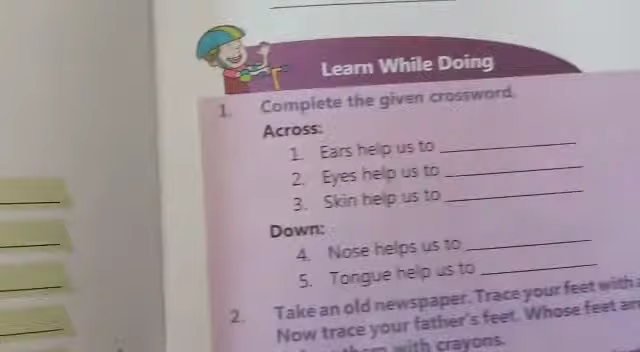 Learn While Doing
1. Complete the given crossword.
Across:
1. Ears help us to
2. Eyes help us to
3. Skin help us to
Down:
4. Nose helps us to
5. Tongue help us to
2. Take an old newspaper. Trace your feet with a
Now trace your father's feet. Whose feet are
them with crayons.